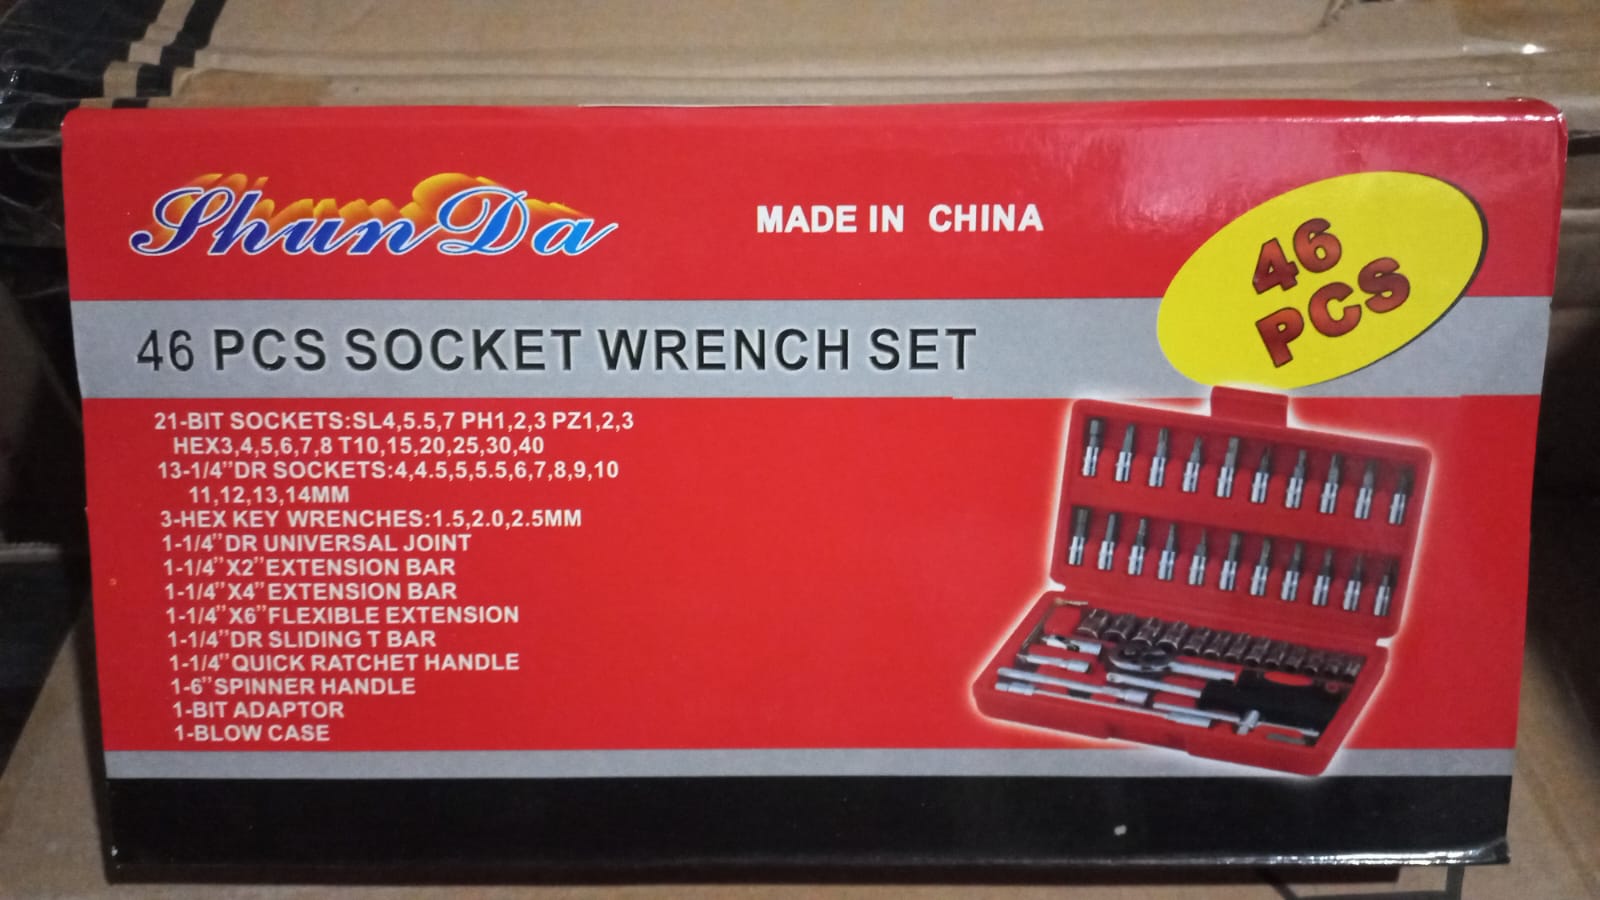 ShunDa
MADE IN CHINA
46
PCS
46 PCS SOCKET WRENCH SET
21-BIT SOCKETS:SL4,5.5,7 PH1,2,3 PZ1,2,3
HEX3,4,5,6,7,8 T10,15,20,25,30,40
13-1/4”DR SOCKETS:4,4.5,5,5.5,6,7,8,9,10
11,12,13,14MM
3-HEX KEY WRENCHES:1.5,2.0,2.5MM
1-1/4”DR UNIVERSAL JOINT
1-1/4”X2”EXTENSION BAR
1-1/4”X4”EXTENSION BAR
1-1/4”X6”FLEXIBLE EXTENSION
1-1/4”DR SLIDING T BAR
1-1/4”QUICK RATCHET HANDLE
1-6”SPINNER HANDLE
1-BIT ADAPTOR
1-BLOW CASE